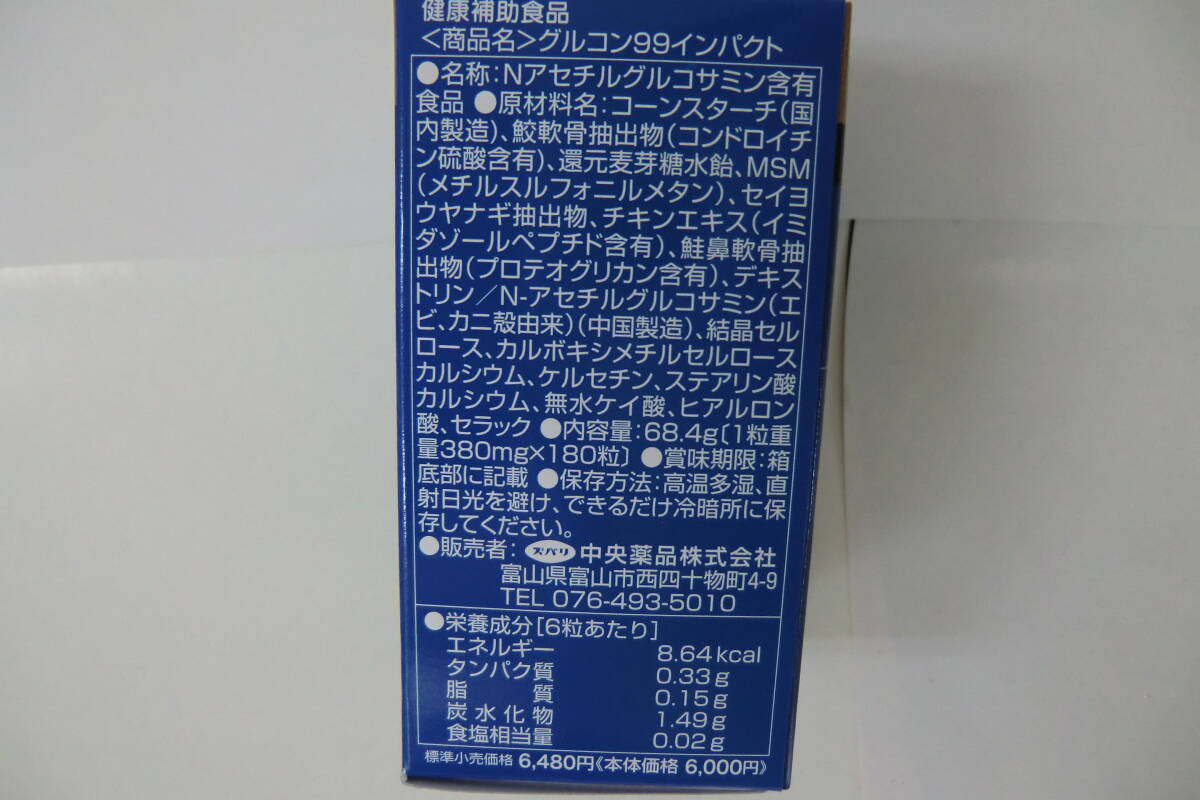 健康補助食品
＜商品名＞グルコン99インパクト
●名称：Nアセチルグルコサミン含有
食品 ●原材料名：コーンスターチ（国
内製造）、鮫軟骨抽出物（コンドロイチ
ン硫酸含有）、還元麦芽糖水飴、MSM
（メチルスルフォニルメタン）、セイヨ
ウヤナギ抽出物、チキンエキス（イミ
ダゾールペプチド含有）、鮭鼻軟骨抽
出物（プロテオグリカン含有）、デキス
トリン／N-アセチルグルコサミン（エ
ビ、カニ殻由来）（中国製造）、結晶セル
ロース、カルボキシメチルセルロース
カルシウム、ケルセチン、ステアリン酸
カルシウム、無水ケイ酸、ヒアルロン
酸、セラック ●内容量：68.4g〔1粒重
量380mg×180粒〕 ●賞味期限：箱
底部に記載 ●保存方法：高温多湿、直
射日光を避け、できるだけ冷暗所に保
存してください。
●販売者：ズバリ 中央薬品株式会社
富山県富山市西四十物町4-9
TEL 076-493-5010
●栄養成分［6粒あたり］
エネルギー 8.64kcal
タンパク質 0.33g
脂質 0.15g
炭水化物 1.49g
食塩相当量 0.02g
標準小売価格 6,480円《本体価格 6,000円》